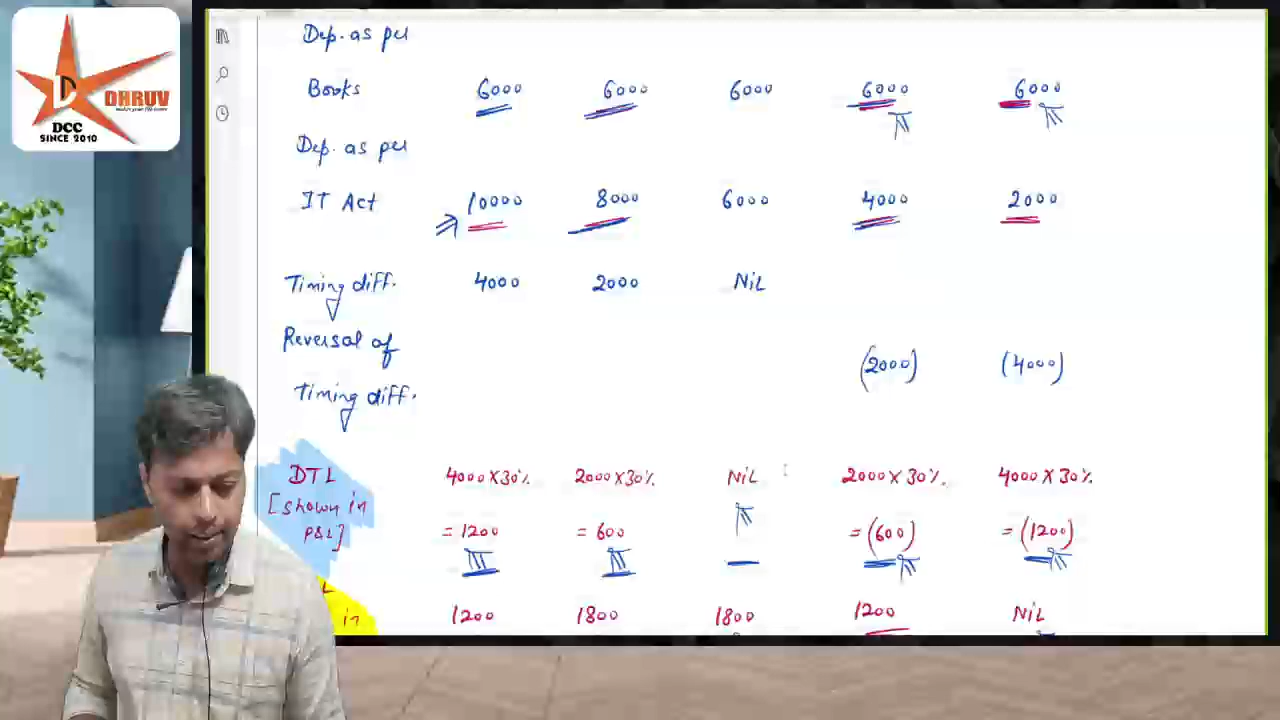 D
DHRUV
DCC
SINCE 2010
Dep. as per
Books 6000 6000 6000 6000 6000
Dep. as per
IT Act 10000 8000 6000 4000 2000
Timing diff. 4000 2000 NiL
Reversal of
Timing diff. (2000) (4000)
DTL 4000 X 30% 2000 X 30% NiL 2000 X 30% 4000 X 30%
[shown in
P&L] = 1200 = 600 = (600) = (1200)
in 1200 1800 1800 1200 NiL